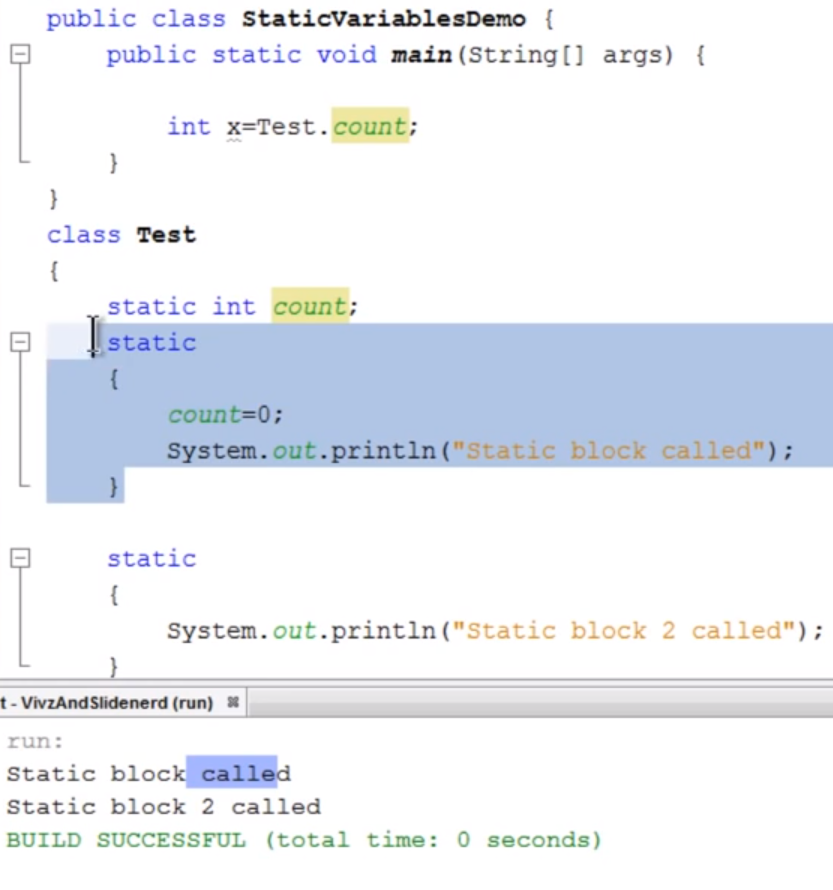 public class StaticVariablesDemo {
public static void main(String[] args) {
int x=Test.count;
}
}
class Test
{
static int count;
static
{
count=0;
System.out.println("Static block called");
}
static
{
System.out.println("Static block 2 called");
}
t - VivzAndSlidenerd (run)
run:
Static block called
Static block 2 called
BUILD SUCCESSFUL (total time: 0 seconds)